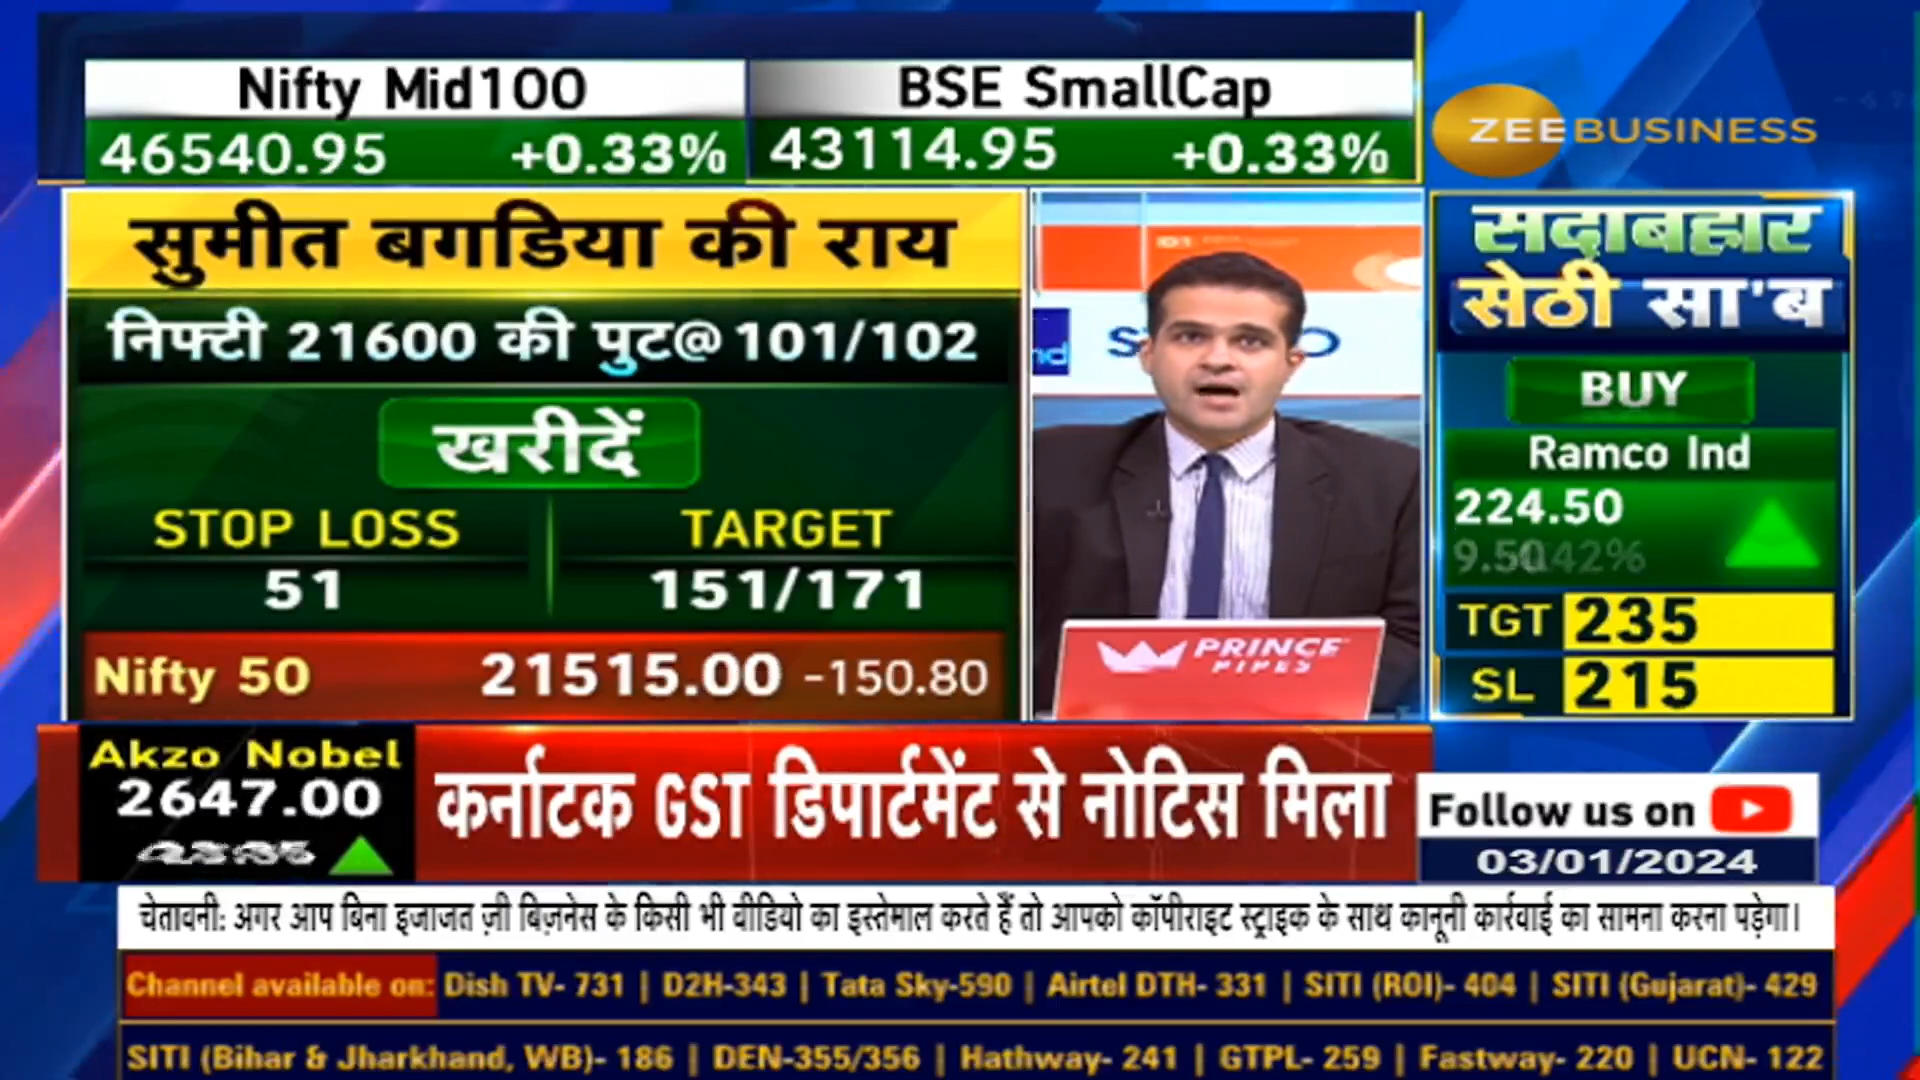 Nifty Mid100
46540.95 +0.33%
BSE SmallCap
43114.95 +0.33%
ZEEBUSINESS
सुमीत बगडिया की राय
निफ्टी 21600 की पुट@ 101/102
खरीदें
STOP LOSS
51
TARGET
151/171
Nifty 50 21515.00 -150.80
PRINCE
PIPES
सदाबहार
सेठी सा'ब
BUY
Ramco Ind
224.50
TGT 235
SL 215
Akzo Nobel
2647.00
कर्नाटक GST डिपार्टमेंट से नोटिस मिला
Follow us on
03/01/2024
चेतावनी: अगर आप बिना इजाजत ज़ी बिज़नेस के किसी भी वीडियो का इस्तेमाल करते हैं तो आपको कॉपीराइट स्ट्राइक के साथ कानूनी कार्रवाई का सामना करना पड़ेगा।
Channel available on: Dish TV- 731 | D2H-343 | Tata Sky-590 | Airtel DTH- 331 | SITI (ROI)- 404 | SITI (Gujarat)- 429
SITI (Bihar & Jharkhand, WB)- 186 | DEN-355/356 | Hathway- 241 | GTPL- 259 | Fastway- 220 | UCN- 122